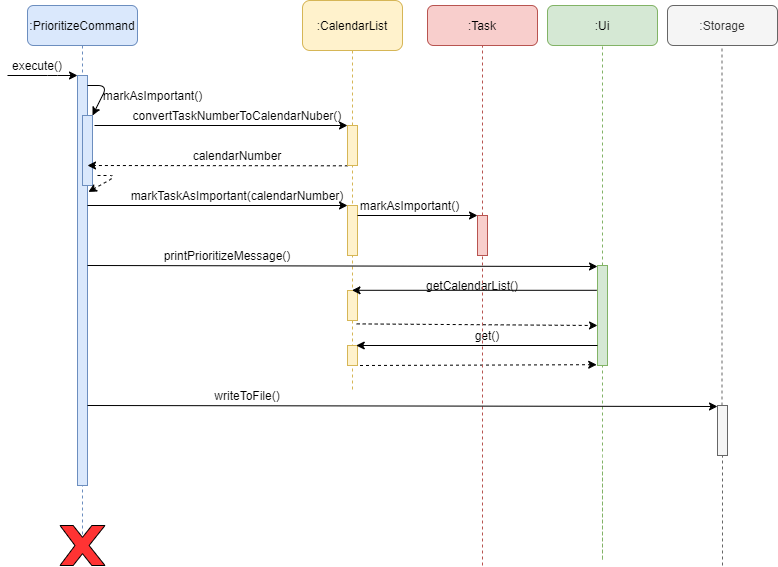 :PrioritizeCommand
:CalendarList
:Task
:Ui
:Storage
execute()
markAsImportant()
convertTaskNumberToCalendarNuber()
calendarNumber
markTaskAsImportant(calendarNumber)
markAsImportant()
printPrioritizeMessage()
getCalendarList()
get()
writeToFile()